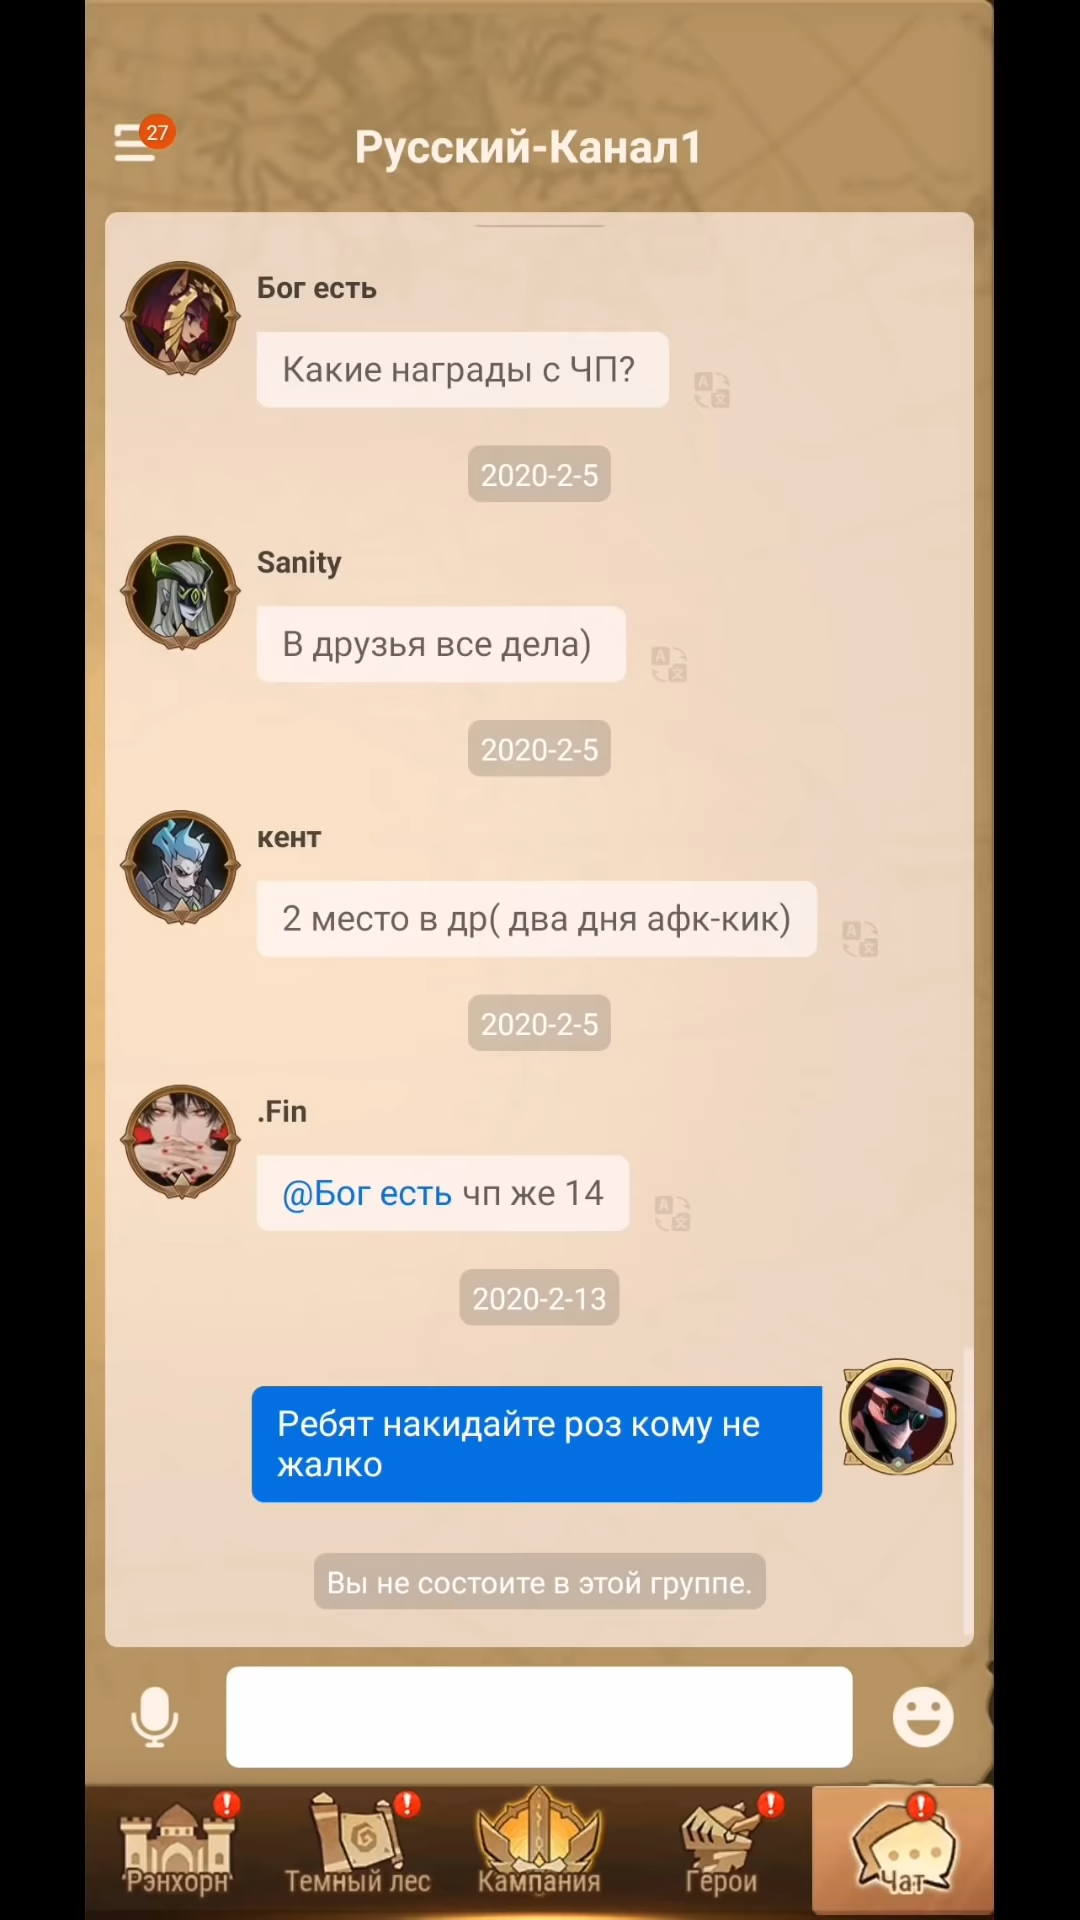 27
Русский-Канал1
Бог есть
Какие награды с ЧП?
2020-2-5
Sanity
В друзья все дела)
2020-2-5
кент
2 место в др( два дня афк-кик)
2020-2-5
.Fin
@Бог есть чп же 14
2020-2-13
Ребят накидайте роз кому не
жалко
Вы не состоите в этой группе.
Рэнхорн
Темный лес
Кампания
Герои
Чат